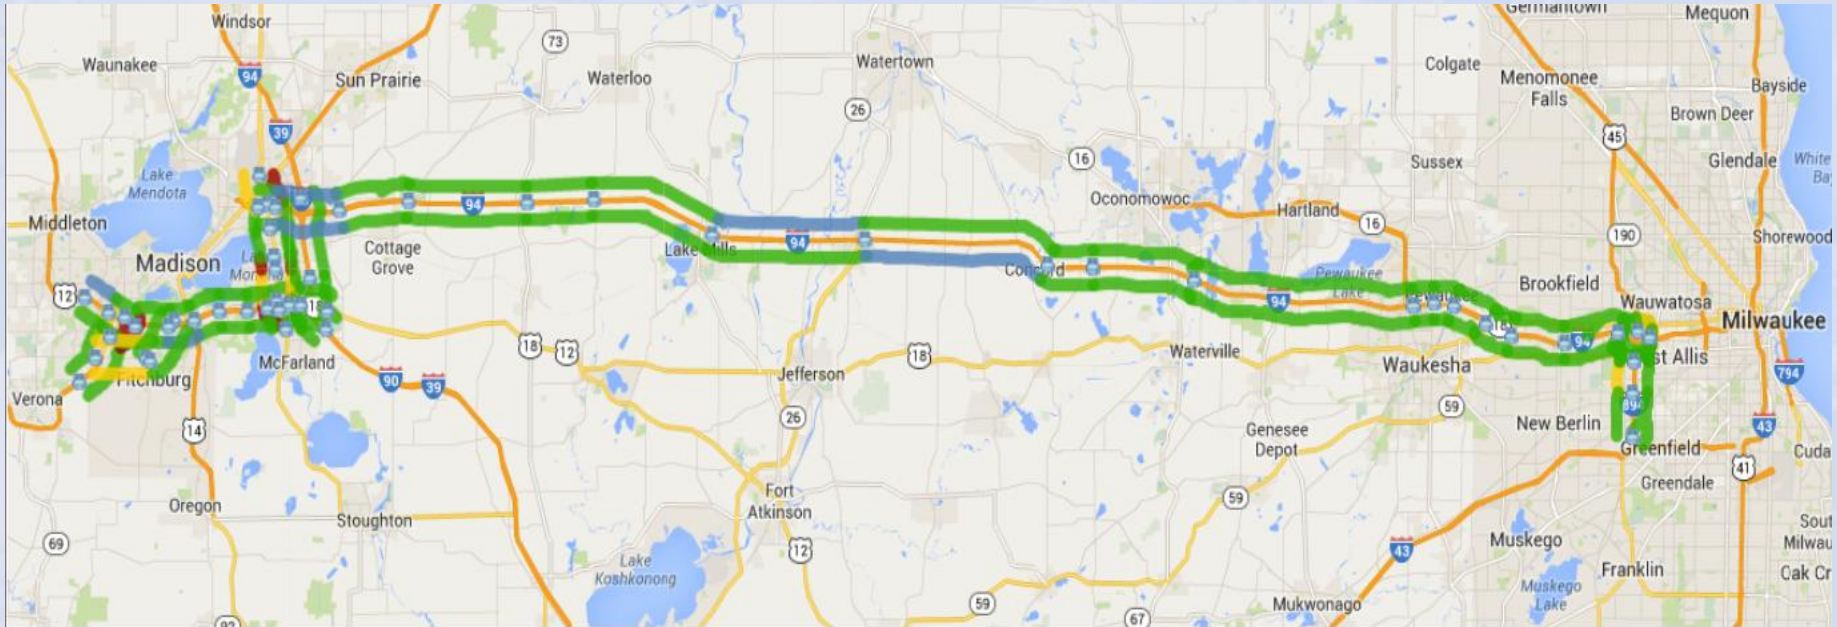 Windsor
Germantown
Mequon
73
Waunakee
94
Sun Prairie
Waterloo
Watertown
Colgate
Menomonee
Falls
Bayside
26
Brown Deer
39
45
16
Sussex
Glendale
White
Ba
Lake
Mendota
Oconomowoc
Hartland
16
94
190
Shorewood
Middleton
Madison
Cottage
Grove
Lake Mills
94
Concord
Pewaukee
Lake
Brookfield
12
94
Wauwatosa
Milwaukee
18
94
McFarland
18
12
18
Waterville
Waukesha
st Allis
Fitchburg
90
39
Jefferson
794
Verona
894
59
14
26
New Berlin
43
Genesee
Depot
Greenfield
41
Cuda
Greendale
Oregon
Stoughton
Fort
Atkinson
59
69
12
43
Muskego
Sout
Milwau
Lake
Koshkonong
Franklin
Oak Cr
Muskego
Lake
59
67
Mukwonago